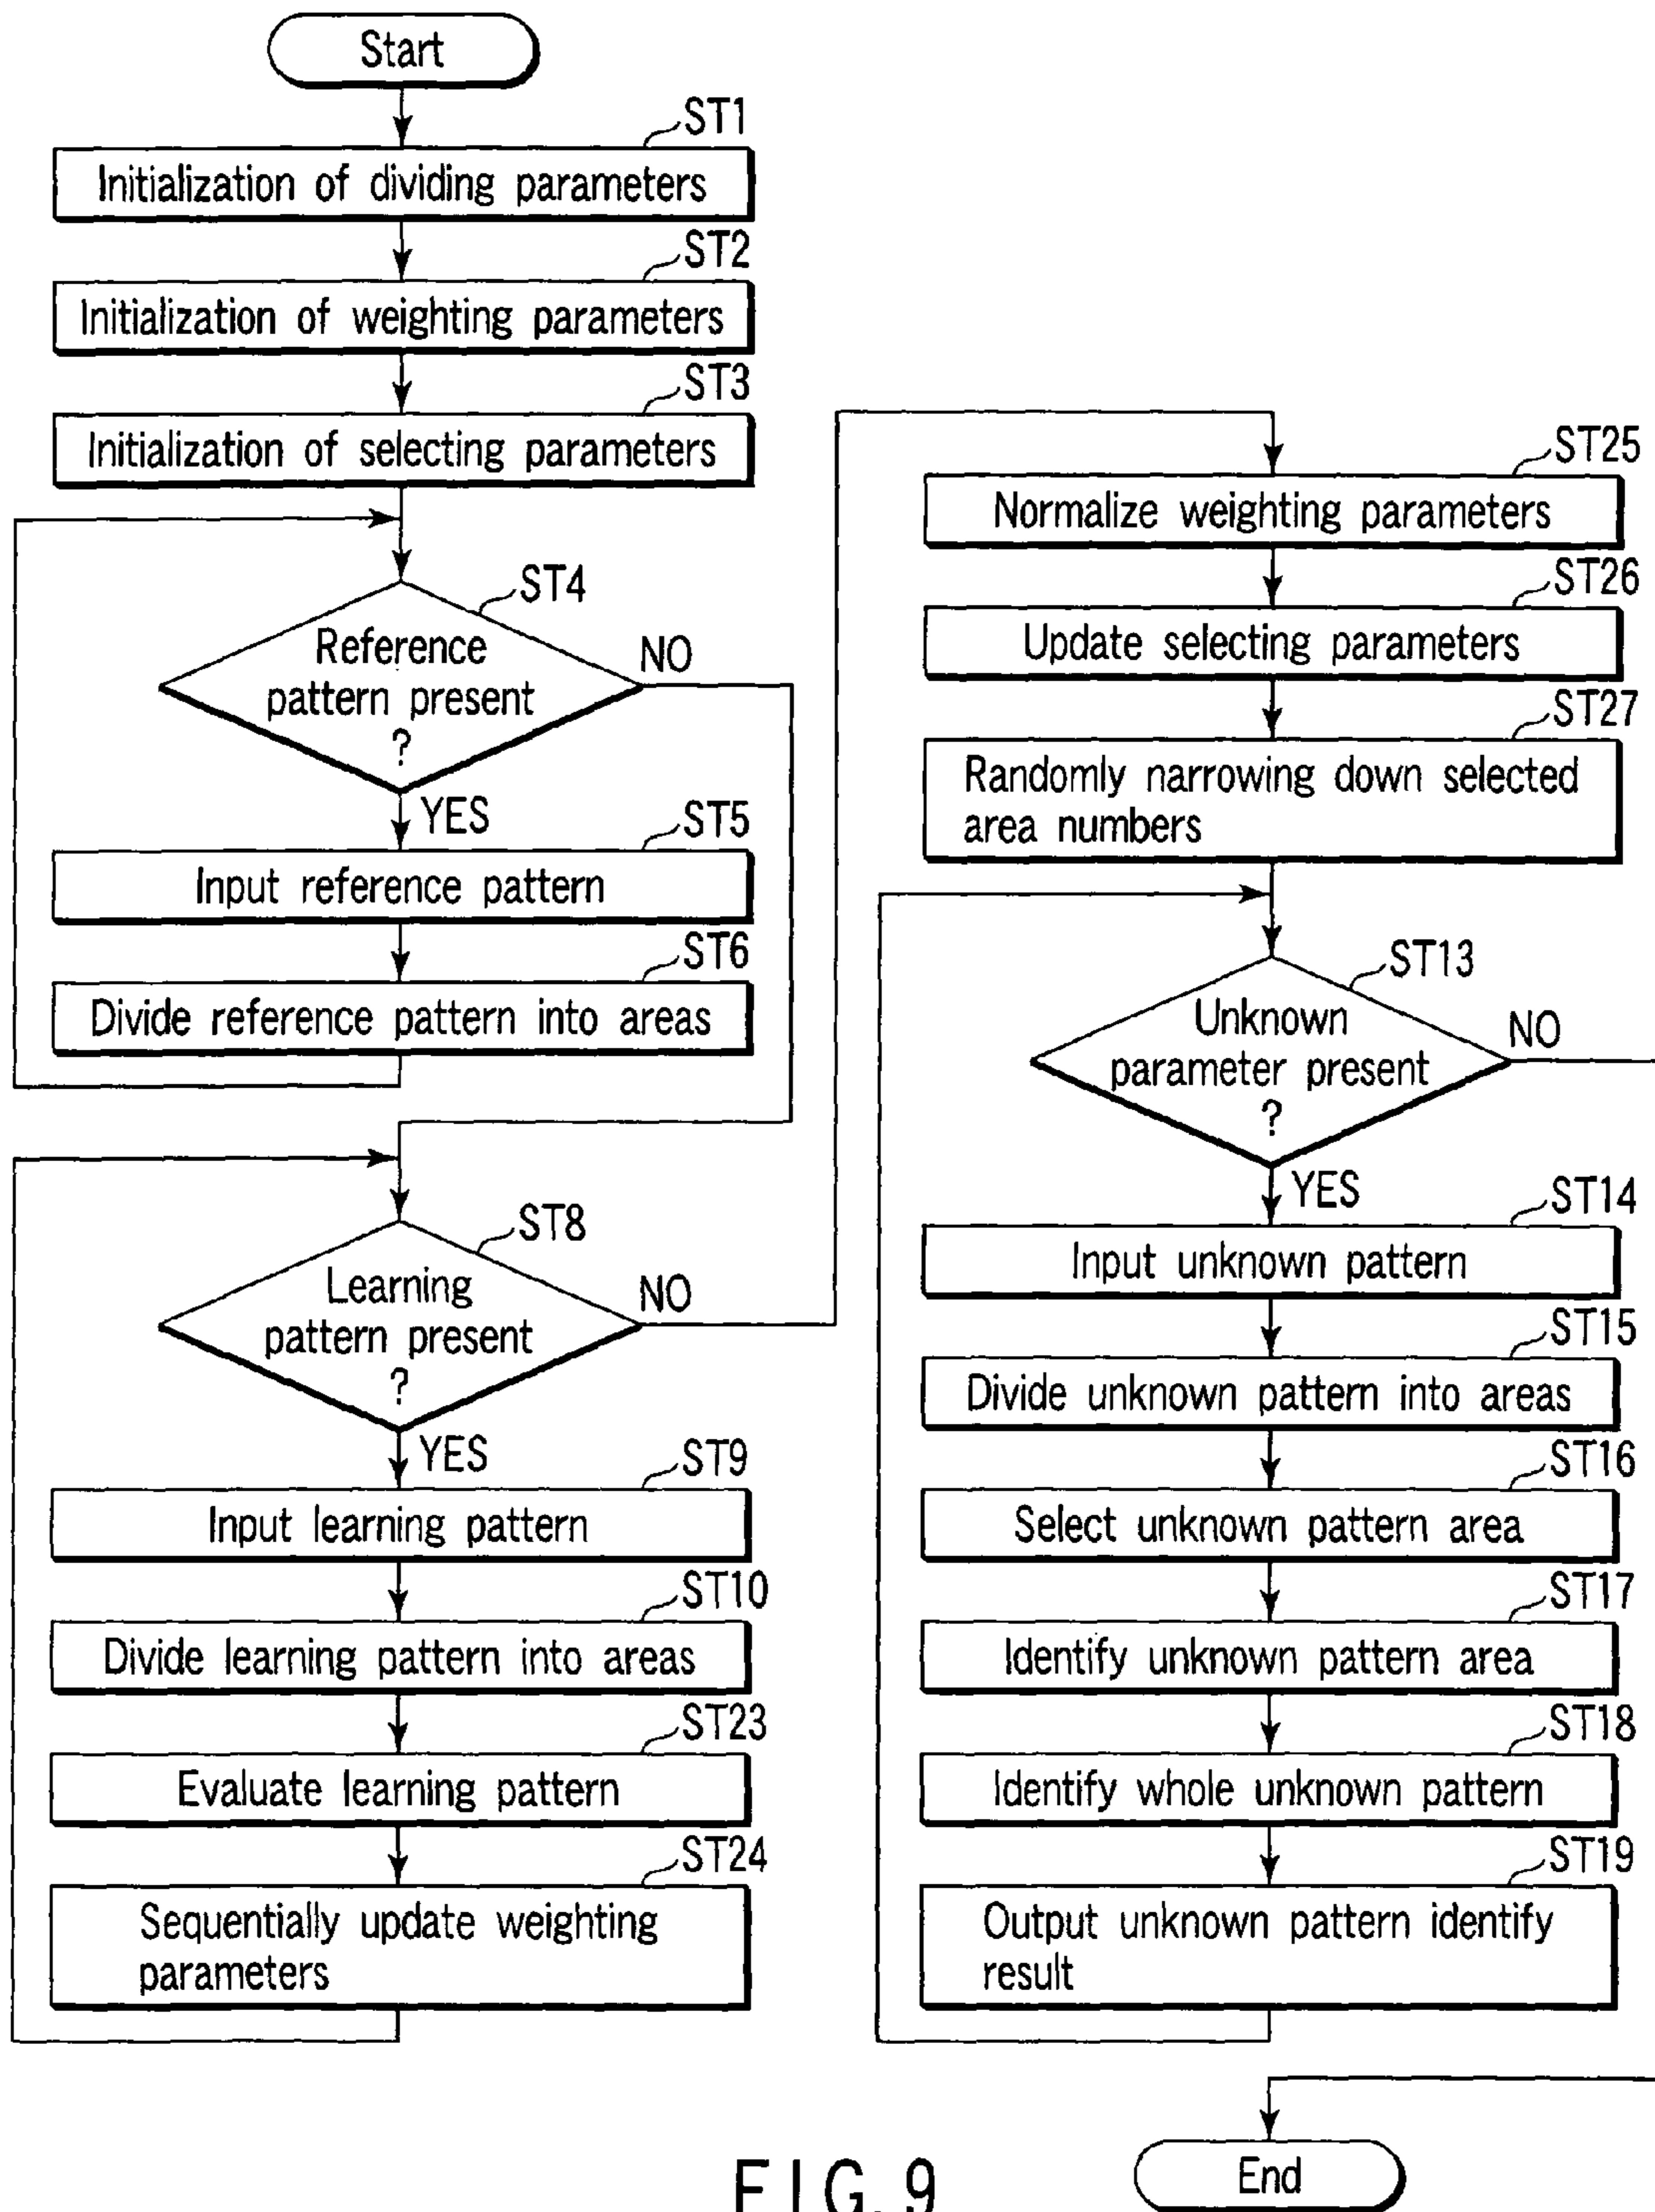 Start
ST1
Initialization of dividing parameters
ST2
Initialization of weighting parameters
ST3
Initialization of selecting parameters
ST4
Reference
pattern present
?
NO
YES
ST5
Input reference pattern
ST6
Divide reference pattern into areas
ST8
Learning
pattern present
?
NO
YES
ST9
Input learning pattern
ST10
Divide learning pattern into areas
ST23
Evaluate learning pattern
ST24
Sequentially update weighting
parameters
ST25
Normalize weighting parameters
ST26
Update selecting parameters
ST27
Randomly narrowing down selected
area numbers
ST13
Unknown
parameter present
?
NO
YES
ST14
Input unknown pattern
ST15
Divide unknown pattern into areas
ST16
Select unknown pattern area
ST17
Identify unknown pattern area
ST18
Identify whole unknown pattern
ST19
Output unknown pattern identify
result
End
FIG. 9